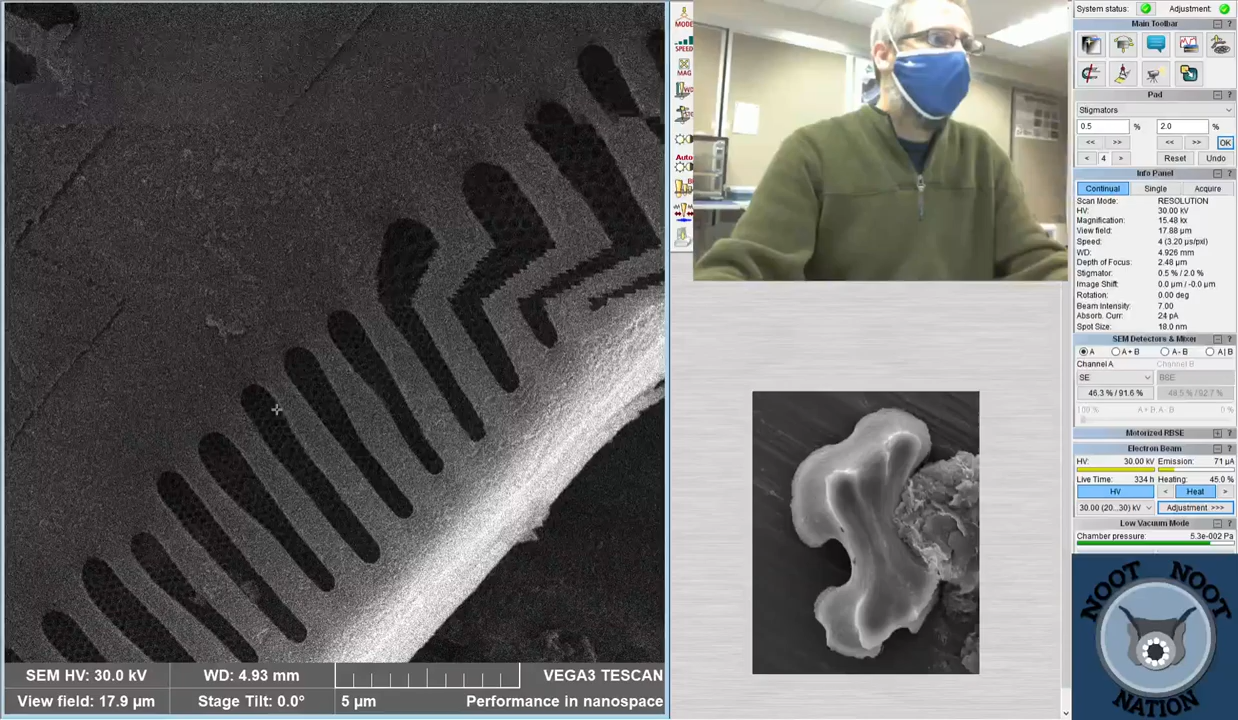 SEM HV: 30.0 kV
WD: 4.93 mm
VEGA3 TESCAN
View field: 17.9 µm
Stage Tilt: 0.0°
5 µm
Performance in nanospace
MODE
SPEED
MAG
WD
Auto
System status:
Adjustment:
Main Toolbar
Pad
Stigmators
0.5 %
2.0 %
<< >> << >> OK
< 4 > Reset Undo
Info Panel
Continual Single Acquire
Scan Mode: RESOLUTION
HV: 30.00 kV
Magnification: 15.48 kx
View field: 17.88 µm
Speed: 4 (3.20 µs/pxl)
WD: 4.926 mm
Depth of Focus: 2.48 µm
Stigmator: 0.5 % / 2.0 %
Image Shift: 0.0 µm / -0.0 µm
Rotation: 0.00 deg
Beam Intensity: 7.00
Absorb. Curr: 24 pA
Spot Size: 18.0 nm
SEM Detectors & Mixer
A A + B A - B A | B
Channel A Channel B
SE BSE
46.3 % / 91.6 % 48.5 % / 92.7 %
100 % A + B:A - B 0 %
Motorized RBSE
Electron Beam
HV: 30.00 kV Emission: 71 µA
Live Time: 334 h Heating: 45.0 %
HV < Heat >
30.00 (20...30) kV Adjustment >>>
Low Vacuum Mode
Chamber pressure: 5.3e-002 Pa
NOOT NOOT
NATION